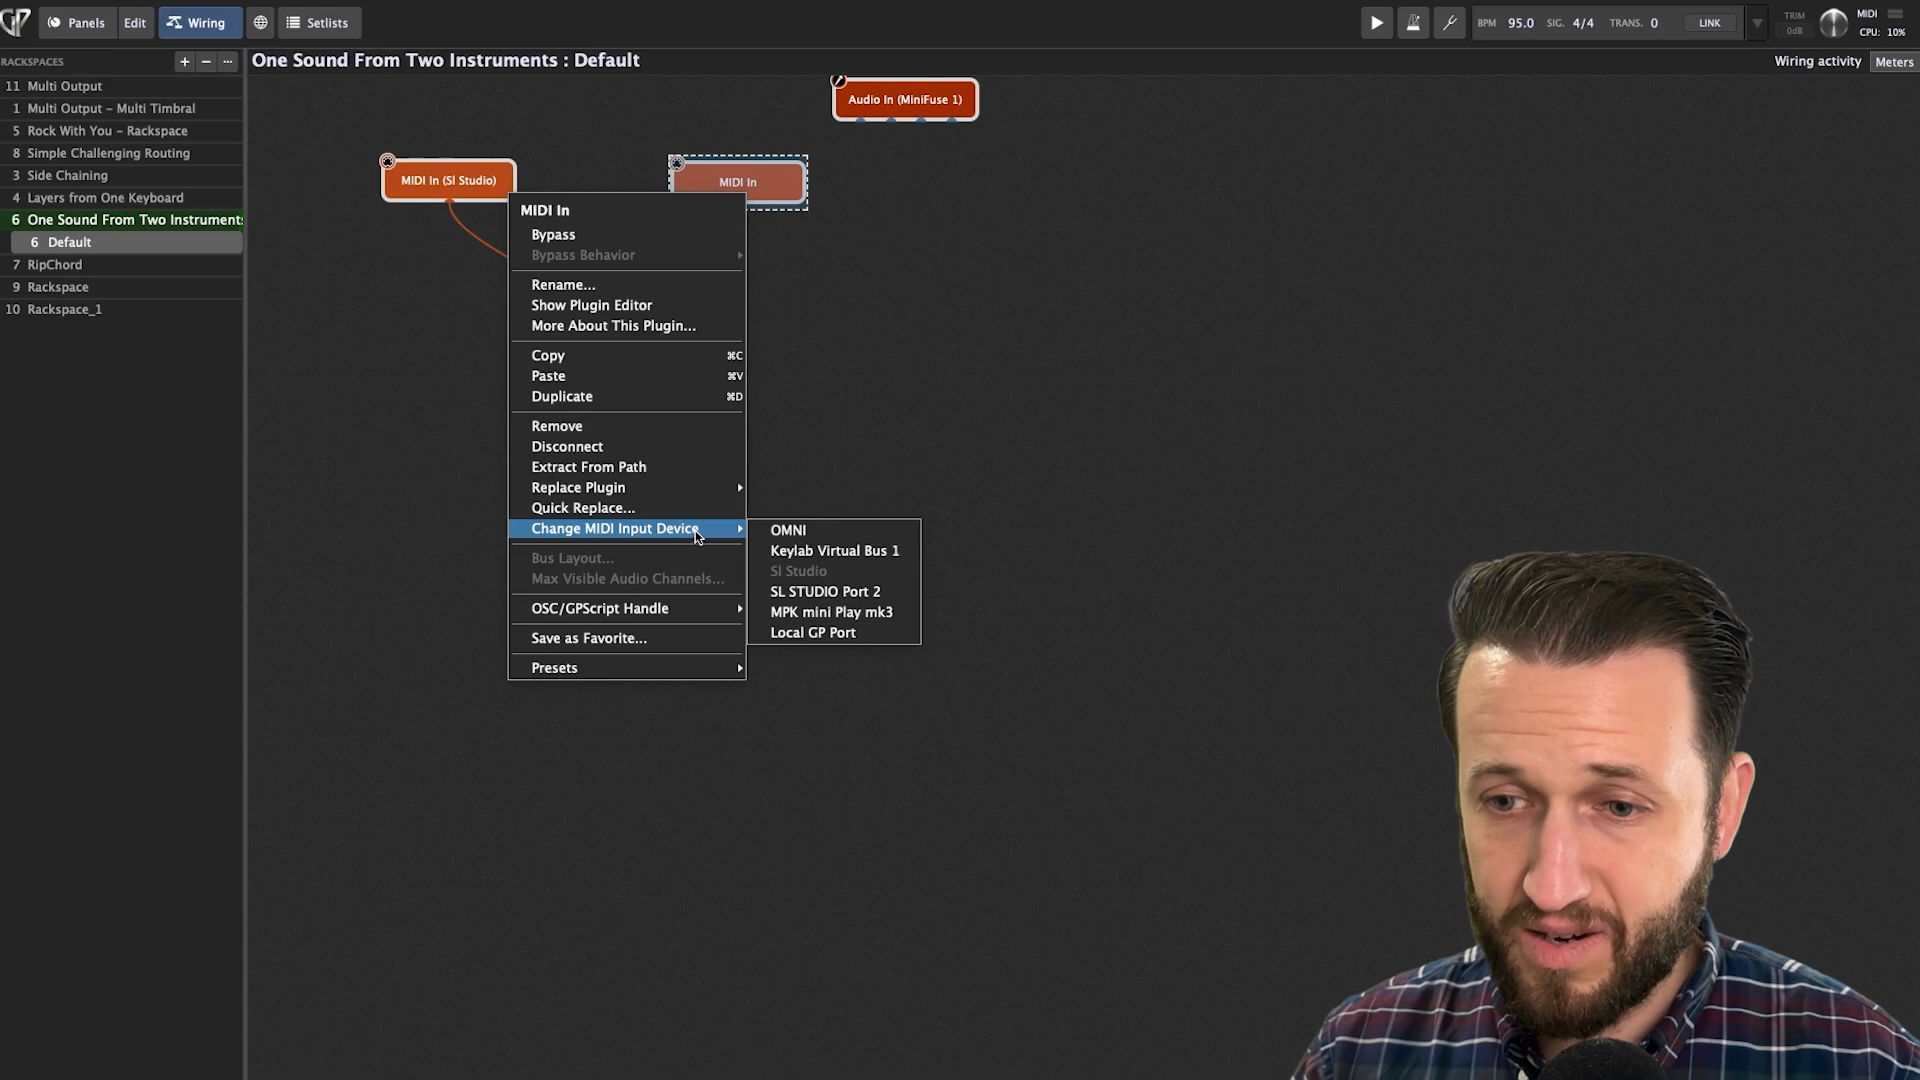 GP
Panels
Edit
Wiring
Setlists
BPM 95.0 SIG. 4/4 TRANS. 0
LINK
TRIM
0dB
MIDI
CPU: 10%
RACKSPACES
+ − ...
One Sound From Two Instruments : Default
Wiring activity
Meters
11 Multi Output
1 Multi Output - Multi Timbral
5 Rock With You - Rackspace
8 Simple Challenging Routing
3 Side Chaining
4 Layers from One Keyboard
6 One Sound From Two Instruments
6 Default
7 RipChord
9 Rackspace
10 Rackspace_1
Audio In (MiniFuse 1)
MIDI In (Sl Studio)
MIDI In
MIDI In
Bypass
Bypass Behavior
Rename...
Show Plugin Editor
More About This Plugin...
Copy ⌘C
Paste ⌘V
Duplicate ⌘D
Remove
Disconnect
Extract From Path
Replace Plugin
Quick Replace...
Change MIDI Input Device
Bus Layout...
Max Visible Audio Channels...
OSC/GPScript Handle
Save as Favorite...
Presets
OMNI
Keylab Virtual Bus 1
Sl Studio
SL STUDIO Port 2
MPK mini Play mk3
Local GP Port